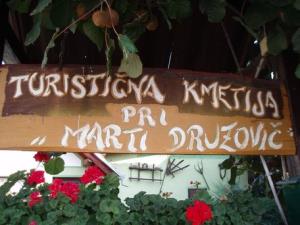 TURISTIČNA KMETIJA
PRI
„ MARTI DRUZOVIČ "